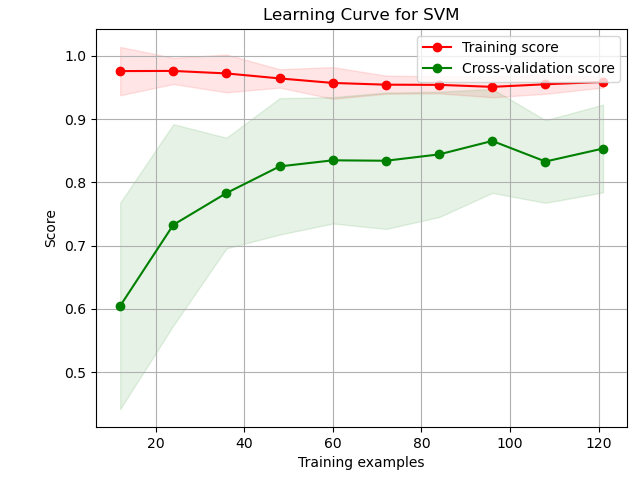 Learning Curve for SVM
Training score
Cross-validation score
1.0
0.9
0.8
0.7
0.6
0.5
Score
20 40 60 80 100 120
Training examples